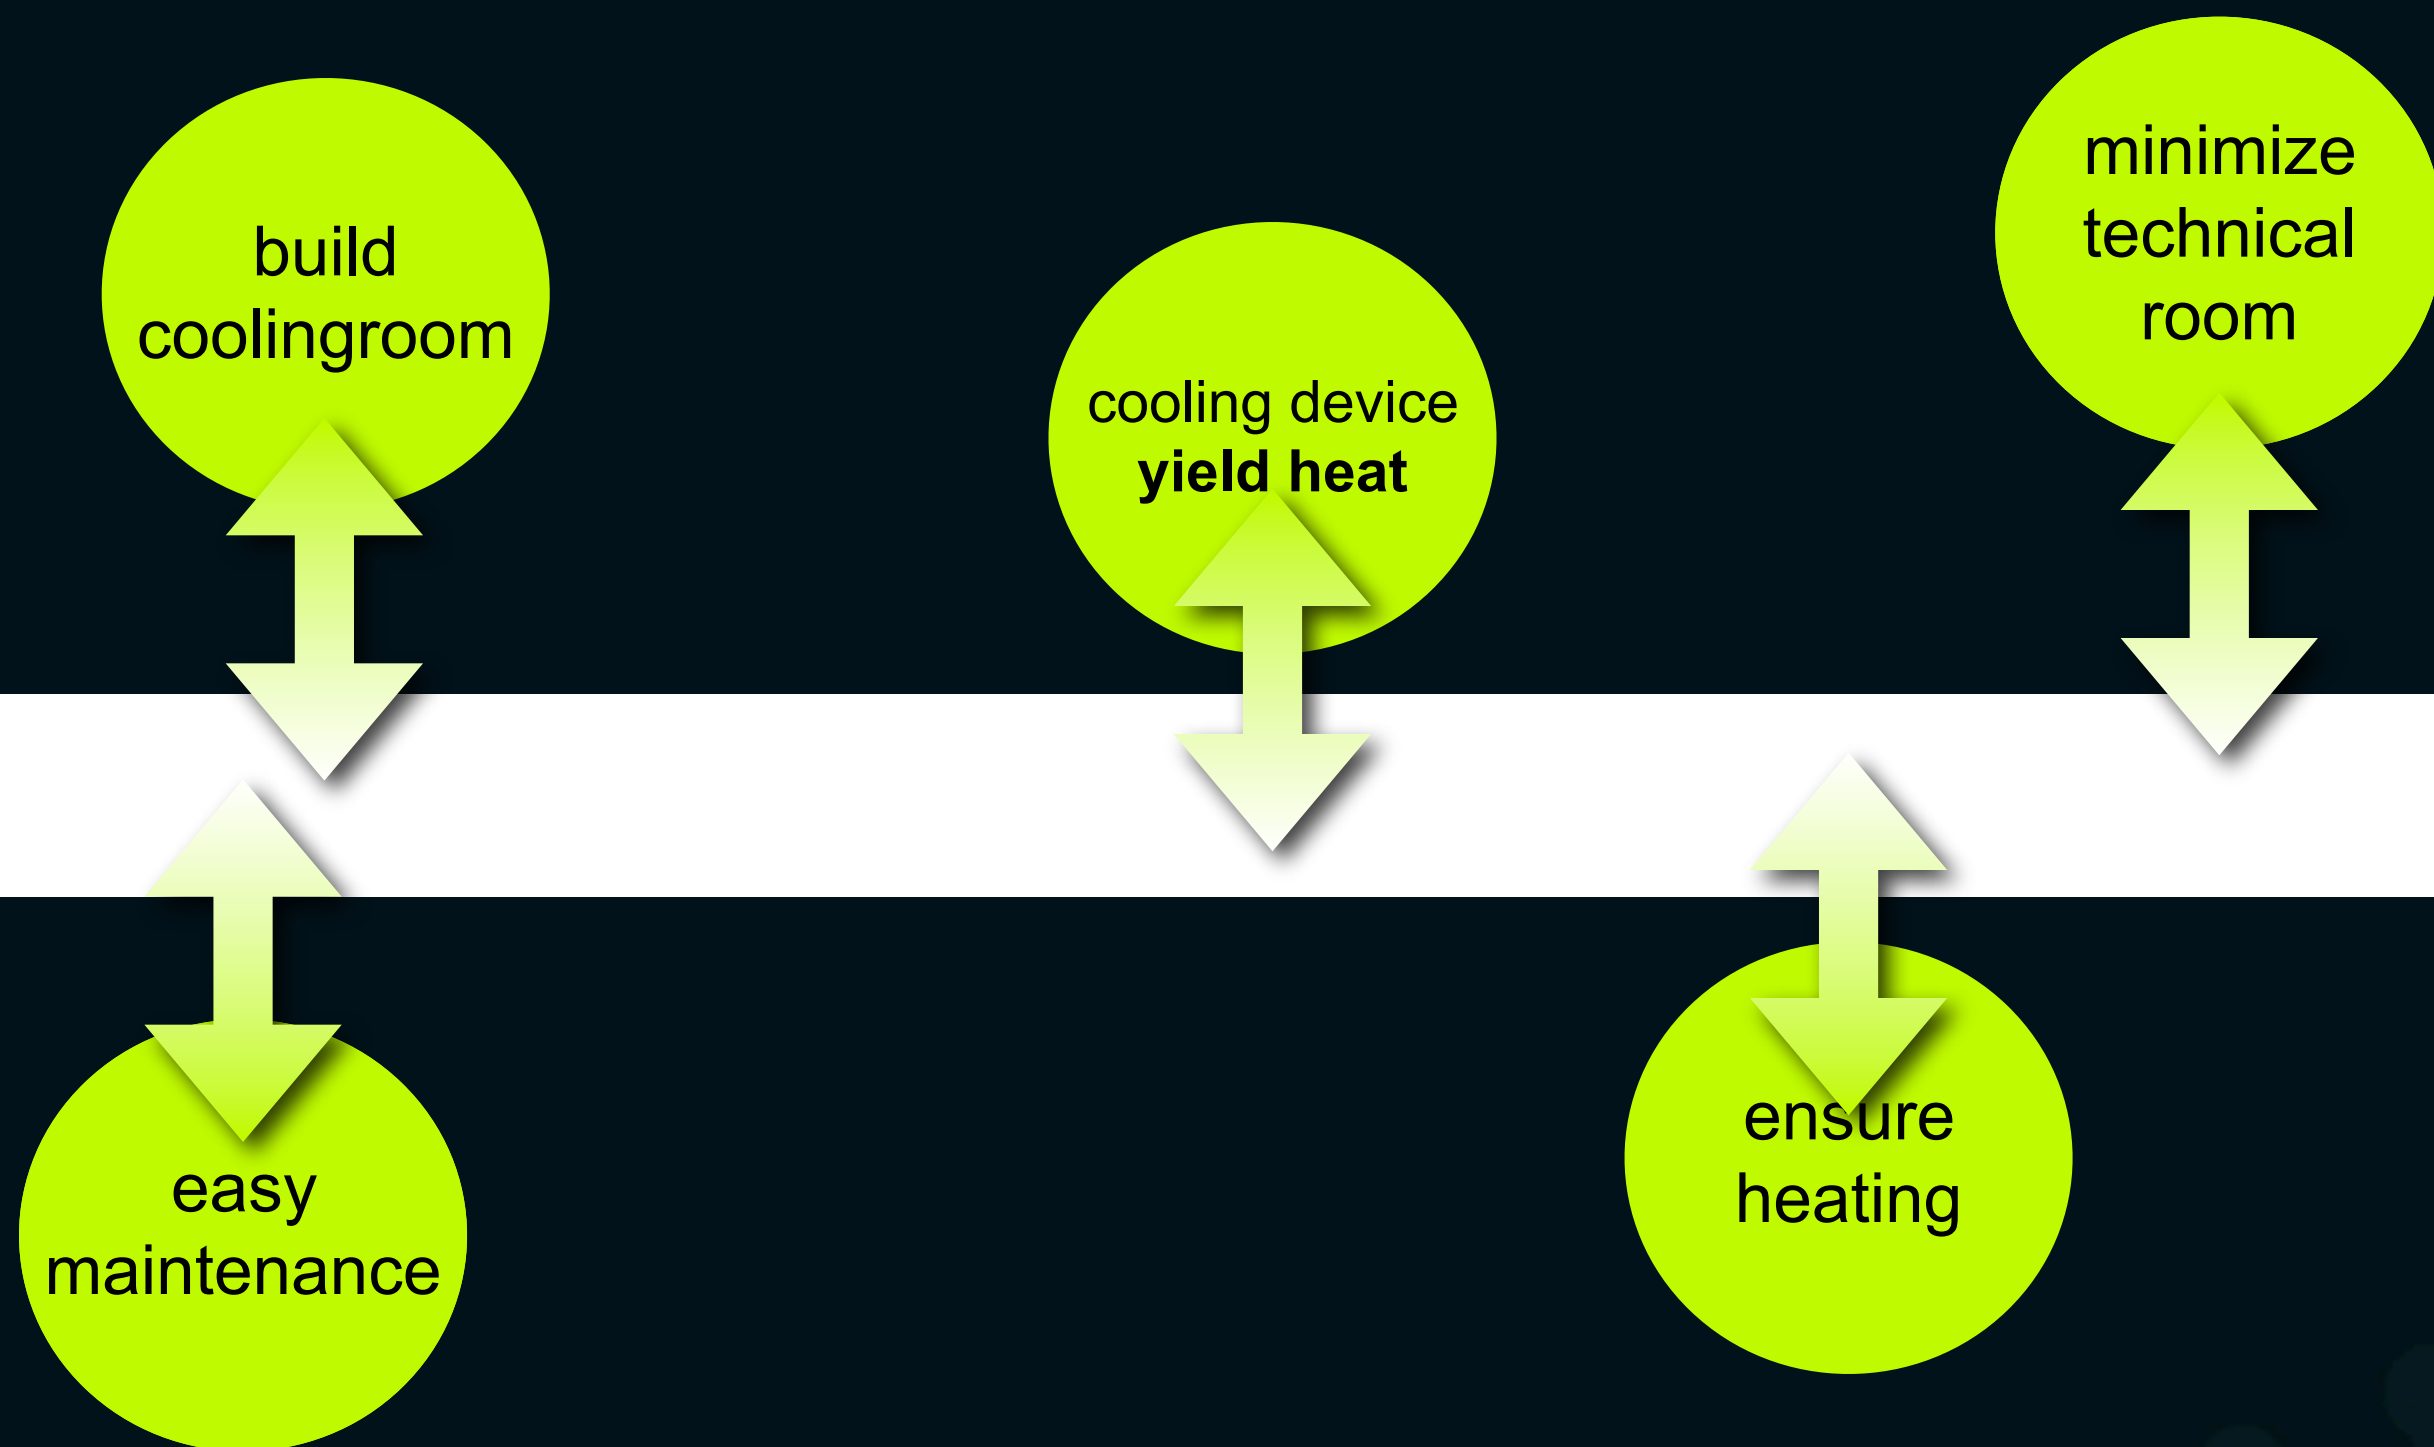 build
coolingroom
cooling device
yield heat
minimize
technical
room
easy
maintenance
ensure
heating